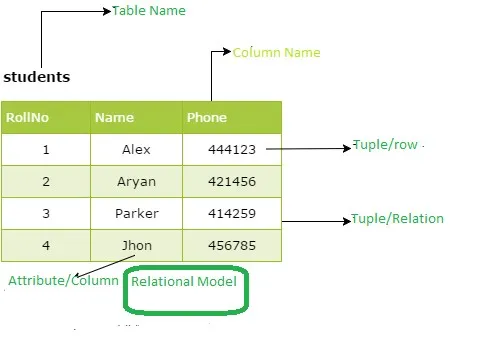 Table Name
Column Name
students
RollNo Name Phone
1 Alex 444123
Tuple/row .
2 Aryan 421456
3 Parker 414259
Tuple/Relation
4 Jhon 456785
Attribute/Column
Relational Model